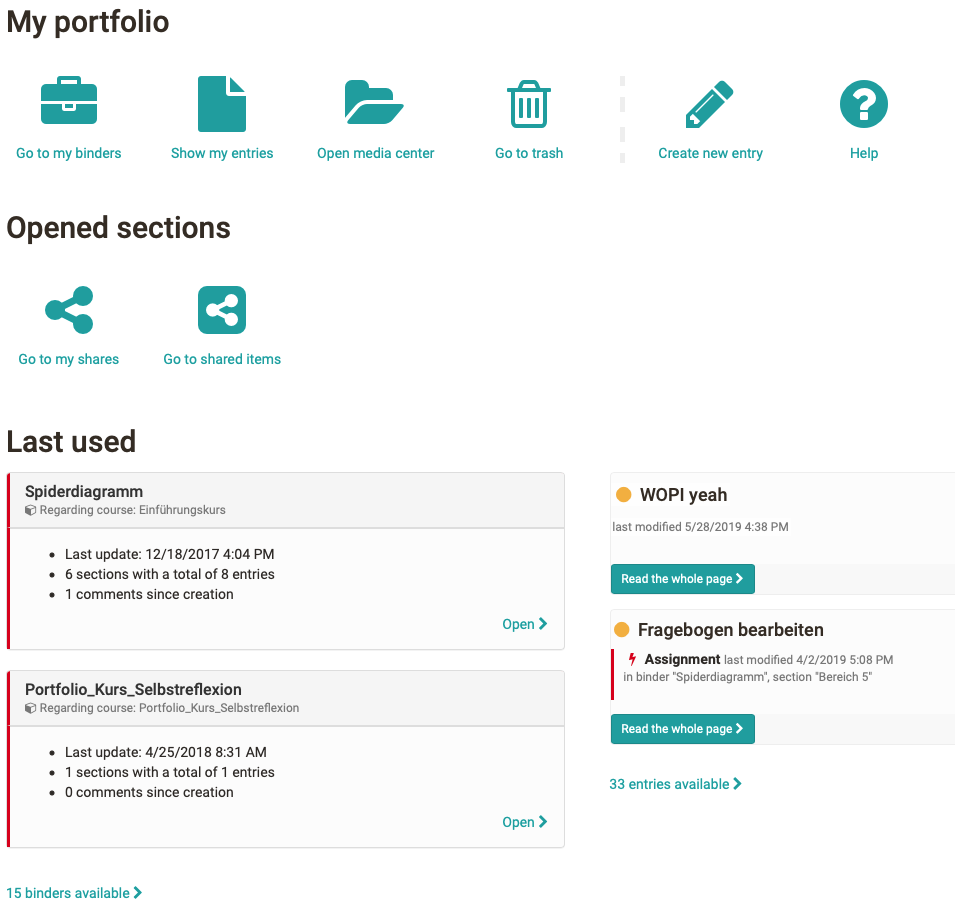 My portfolio
Go to my binders
Show my entries
Open media center
Go to trash
Create new entry
Help
Opened sections
Go to my shares
Go to shared items
Last used
Spiderdiagramm
Regarding course: Einführungskurs
Last update: 12/18/2017 4:04 PM
6 sections with a total of 8 entries
1 comments since creation
Open
Portfolio_Kurs_Selbstreflexion
Regarding course: Portfolio_Kurs_Selbstreflexion
Last update: 4/25/2018 8:31 AM
1 sections with a total of 1 entries
0 comments since creation
Open
15 binders available
WOPI yeah
last modified 5/28/2019 4:38 PM
Read the whole page
Fragebogen bearbeiten
Assignment last modified 4/2/2019 5:08 PM
in binder "Spiderdiagramm", section "Bereich 5"
Read the whole page
33 entries available